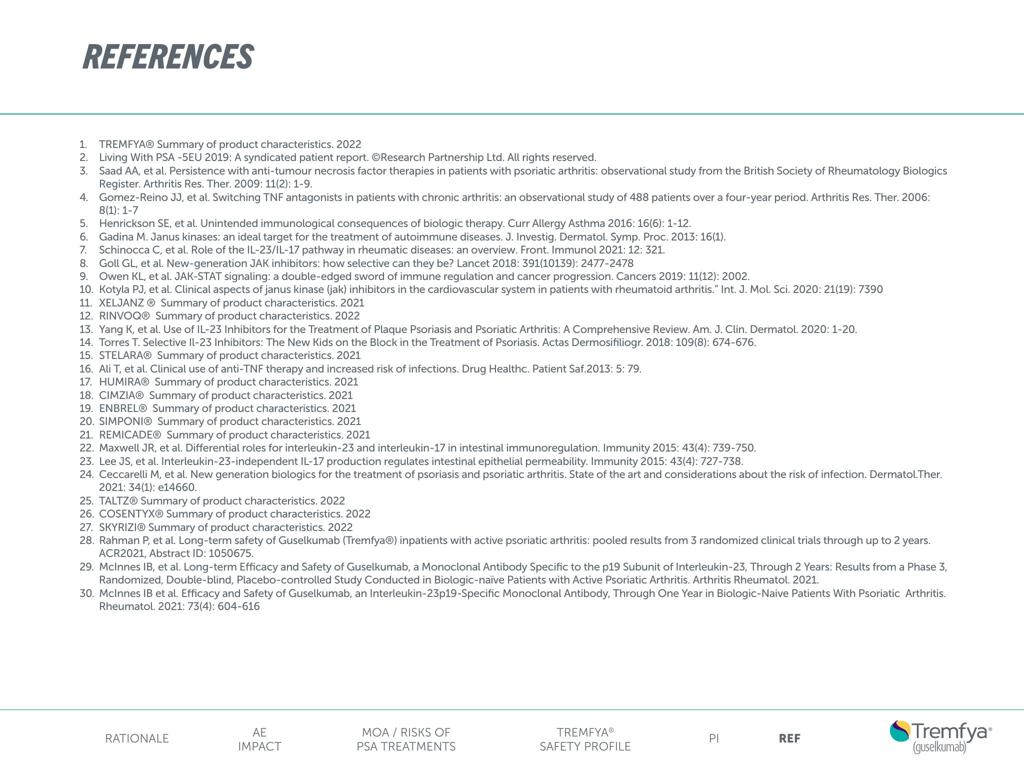 REFERENCES
1. TREMFYA® Summary of product characteristics. 2022
2. Living With PSA -5EU 2019: A syndicated patient report. ©Research Partnership Ltd. All rights reserved.
3. Saad AA, et al. Persistence with anti-tumour necrosis factor therapies in patients with psoriatic arthritis: observational study from the British Society of Rheumatology Biologics
Register. Arthritis Res. Ther. 2009: 11(2): 1-9.
4. Gomez-Reino JJ, et al. Switching TNF antagonists in patients with chronic arthritis: an observational study of 488 patients over a four-year period. Arthritis Res. Ther. 2006:
8(1): 1-7
5. Henrickson SE, et al. Unintended immunological consequences of biologic therapy. Curr Allergy Asthma 2016: 16(6): 1-12.
6. Gadina M. Janus kinases: an ideal target for the treatment of autoimmune diseases. J. Investig. Dermatol. Symp. Proc. 2013: 16(1).
7. Schinocca C, et al. Role of the IL-23/IL-17 pathway in rheumatic diseases: an overview. Front. Immunol 2021: 12: 321.
8. Goll GL, et al. New-generation JAK inhibitors: how selective can they be? Lancet 2018: 391(10139): 2477-2478
9. Owen KL, et al. JAK-STAT signaling: a double-edged sword of immune regulation and cancer progression. Cancers 2019: 11(12): 2002.
10. Kotyla PJ, et al. Clinical aspects of janus kinase (jak) inhibitors in the cardiovascular system in patients with rheumatoid arthritis." Int. J. Mol. Sci. 2020: 21(19): 7390
11. XELJANZ ® Summary of product characteristics. 2021
12. RINVOQ® Summary of product characteristics. 2022
13. Yang K, et al. Use of IL-23 Inhibitors for the Treatment of Plaque Psoriasis and Psoriatic Arthritis: A Comprehensive Review. Am. J. Clin. Dermatol. 2020: 1-20.
14. Torres T. Selective Il-23 Inhibitors: The New Kids on the Block in the Treatment of Psoriasis. Actas Dermosifiliogr. 2018: 109(8): 674-676.
15. STELARA® Summary of product characteristics. 2021
16. Ali T, et al. Clinical use of anti-TNF therapy and increased risk of infections. Drug Healthc. Patient Saf.2013: 5: 79.
17. HUMIRA® Summary of product characteristics. 2021
18. CIMZIA® Summary of product characteristics. 2021
19. ENBREL® Summary of product characteristics. 2021
20. SIMPONI® Summary of product characteristics. 2021
21. REMICADE® Summary of product characteristics. 2021
22. Maxwell JR, et al. Differential roles for interleukin-23 and interleukin-17 in intestinal immunoregulation. Immunity 2015: 43(4): 739-750.
23. Lee JS, et al. Interleukin-23-independent IL-17 production regulates intestinal epithelial permeability. Immunity 2015: 43(4): 727-738.
24. Ceccarelli M, et al. New generation biologics for the treatment of psoriasis and psoriatic arthritis. State of the art and considerations about the risk of infection. Dermatol.Ther.
2021: 34(1): e14660.
25. TALTZ® Summary of product characteristics. 2022
26. COSENTYX® Summary of product characteristics. 2022
27. SKYRIZI® Summary of product characteristics. 2022
28. Rahman P, et al. Long-term safety of Guselkumab (Tremfya®) inpatients with active psoriatic arthritis: pooled results from 3 randomized clinical trials through up to 2 years.
ACR2021, Abstract ID: 1050675.
29. McInnes IB, et al. Long-term Efficacy and Safety of Guselkumab, a Monoclonal Antibody Specific to the p19 Subunit of Interleukin-23, Through 2 Years: Results from a Phase 3,
Randomized, Double-blind, Placebo-controlled Study Conducted in Biologic-naïve Patients with Active Psoriatic Arthritis. Arthritis Rheumatol. 2021.
30. McInnes IB et al. Efficacy and Safety of Guselkumab, an Interleukin-23p19-Specific Monoclonal Antibody, Through One Year in Biologic-Naive Patients With Psoriatic Arthritis.
Rheumatol. 2021: 73(4): 604-616
RATIONALE
AE
IMPACT
MOA / RISKS OF
PSA TREATMENTS
TREMFYA®
SAFETY PROFILE
PI
REF
Tremfya®
(guselkumab)